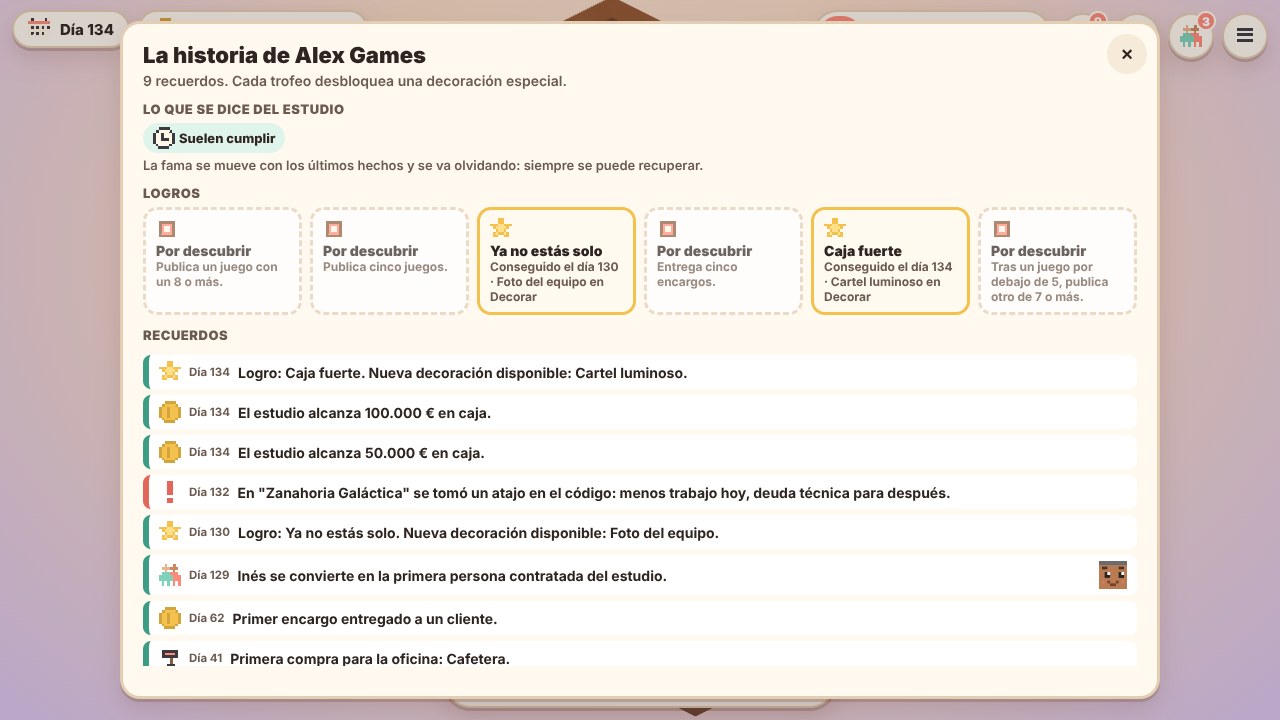 Día 134
3
La historia de Alex Games
9 recuerdos. Cada trofeo desbloquea una decoración especial.
LO QUE SE DICE DEL ESTUDIO
Suelen cumplir
La fama se mueve con los últimos hechos y se va olvidando: siempre se puede recuperar.
LOGROS
Por descubrir
Publica un juego con
un 8 o más.
Por descubrir
Publica cinco juegos.
Ya no estás solo
Conseguido el día 130
· Foto del equipo en
Decorar
Por descubrir
Entrega cinco
encargos.
Caja fuerte
Conseguido el día 134
· Cartel luminoso en
Decorar
Por descubrir
Tras un juego por
debajo de 5, publica
otro de 7 o más.
RECUERDOS
Día 134 Logro: Caja fuerte. Nueva decoración disponible: Cartel luminoso.
Día 134 El estudio alcanza 100.000 € en caja.
Día 134 El estudio alcanza 50.000 € en caja.
Día 132 En "Zanahoria Galáctica" se tomó un atajo en el código: menos trabajo hoy, deuda técnica para después.
Día 130 Logro: Ya no estás solo. Nueva decoración disponible: Foto del equipo.
Día 129 Inés se convierte en la primera persona contratada del estudio.
Día 62 Primer encargo entregado a un cliente.
Día 41 Primera compra para la oficina: Cafetera.